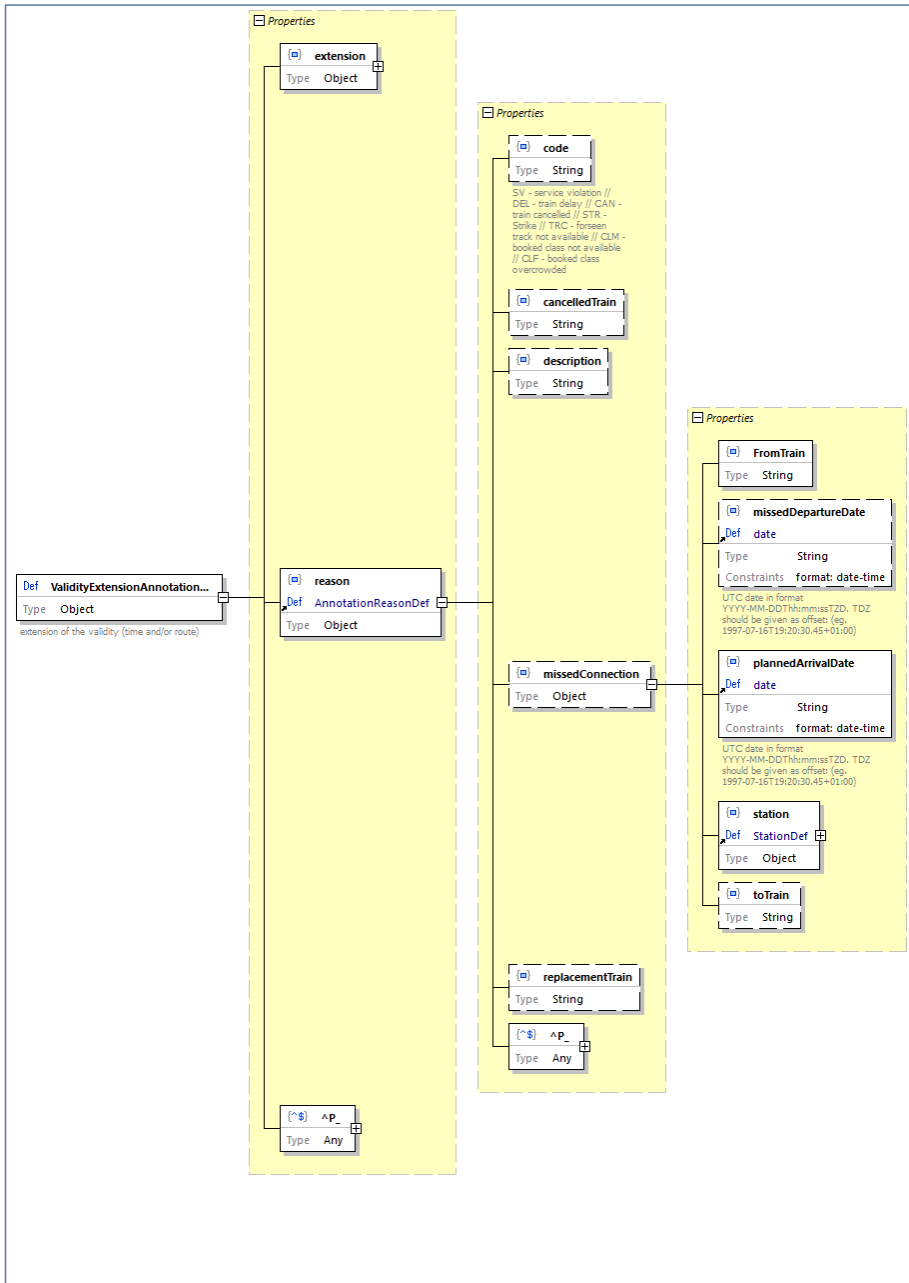 Properties
extension
Type Object
Properties
code
Type String
SV - service violation //
DEL - train delay // CAN -
train cancelled // STR -
Strike // TRC - forseen
track not available // CLM -
booked class not available
// CLF - booked class
overcrowded
cancelledTrain
Type String
description
Type String
Properties
FromTrain
Type String
missedDepartureDate
Def date
Type String
Constraints format: date-time
UTC date in format
YYYY-MM-DDThh:mm:ssTZD. TDZ
should be given as offset: (eg.
1997-07-16T19:20:30.45+01:00)
Def ValidityExtensionAnnotation...
Type Object
extension of the validity (time and/or route)
reason
Def AnnotationReasonDef
Type Object
missedConnection
Type Object
plannedArrivalDate
Def date
Type String
Constraints format: date-time
UTC date in format
YYYY-MM-DDThh:mm:ssTZD. TDZ
should be given as offset: (eg.
1997-07-16T19:20:30.45+01:00)
station
Def StationDef
Type Object
toTrain
Type String
replacementTrain
Type String
{^$} ^P_
Type Any
{^$} ^P_
Type Any